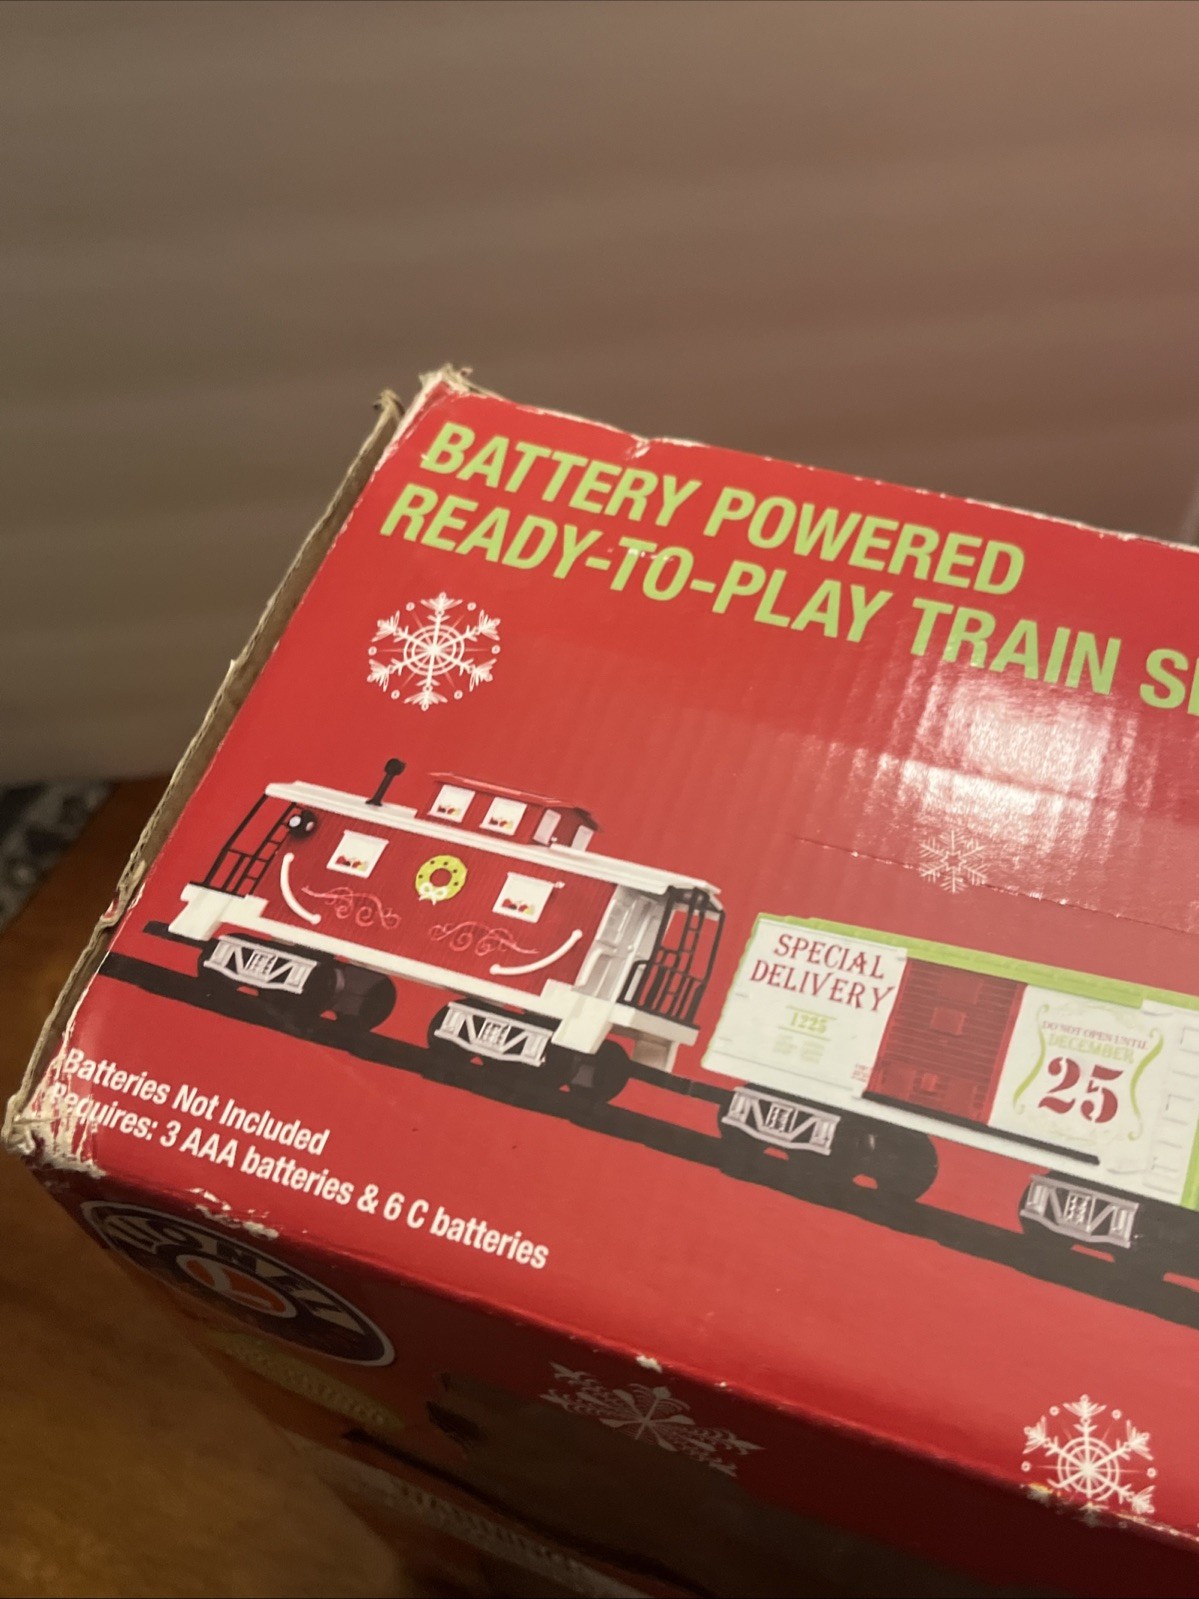 BATTERY POWERED
READY-TO-PLAY TRAIN
SPECIAL
DELIVERY
1225
DO NOT OPEN UNTIL
DECEMBER
25
Batteries Not Included
Requires: 3 AAA batteries & 6 C batteries
LIONEL